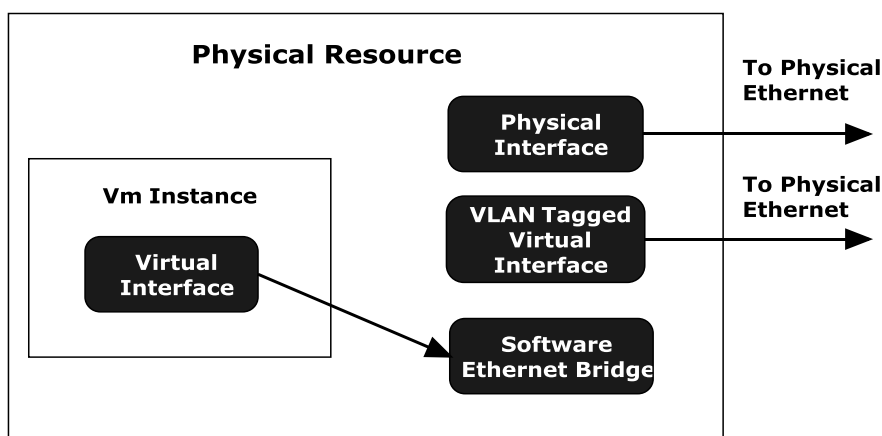 Physical Resource
To Physical
Ethernet
Physical
Interface
Vm Instance
To Physical
Ethernet
VLAN Tagged
Virtual
Interface
Virtual
Interface
Software
Ethernet Bridge